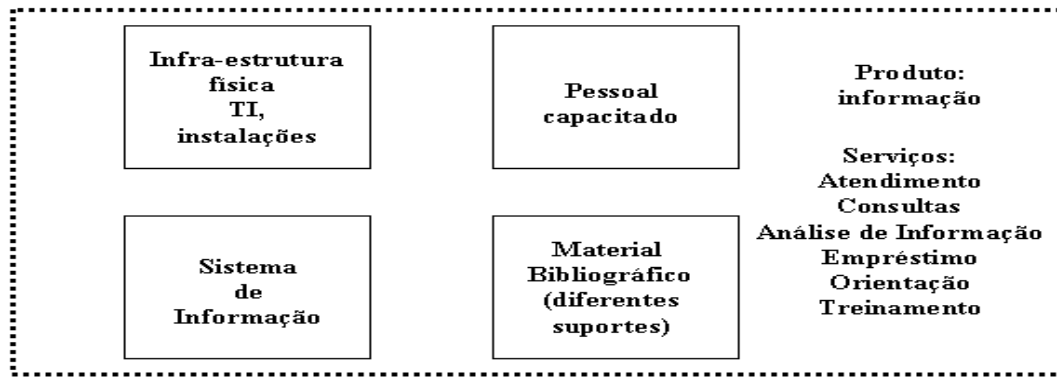 Infra-estrutura
física
TI,
instalações
Pessoal
capacitado
Sistema
de
Informação
Material
Bibliográfico
(diferentes
suportes)
Produto:
informação
Serviços:
Atendimento
Consultas
Análise de Informação
Empréstimo
Orientação
Treinamento